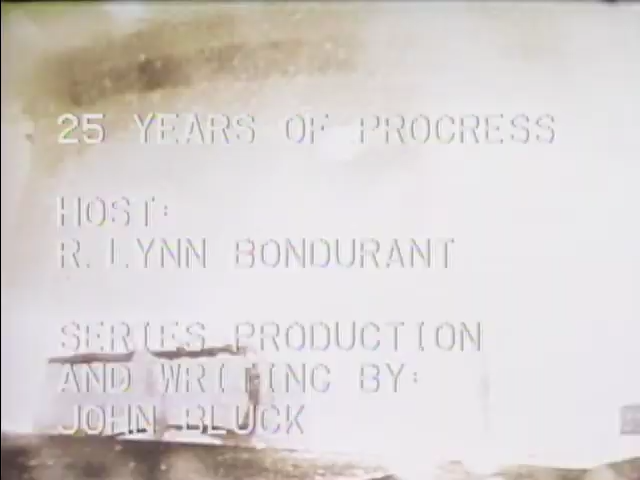 25 YEARS OF PROGRESS
HOST:
R. LYNN BONDURANT
SERIES PRODUCTION
AND WRITING BY:
JOHN BLUCK